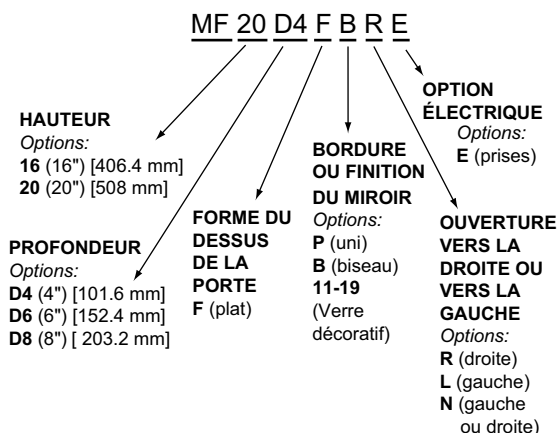 MF 20 D4 F B R E
HAUTEUR
Options:
16 (16") [406.4 mm]
20 (20") [508 mm]
PROFONDEUR
Options:
D4 (4") [101.6 mm]
D6 (6") [152.4 mm]
D8 (8") [ 203.2 mm]
FORME DU
DESSUS
DE LA
PORTE
F (plat)
BORDURE
OU FINITION
DU MIROIR
Options:
P (uni)
B (biseau)
11-19
(Verre
décoratif)
OPTION
ÉLECTRIQUE
Options:
E (prises)
OUVERTURE
VERS LA
DROITE OU
VERS LA
GAUCHE
Options:
R (droite)
L (gauche)
N (gauche
ou droite)